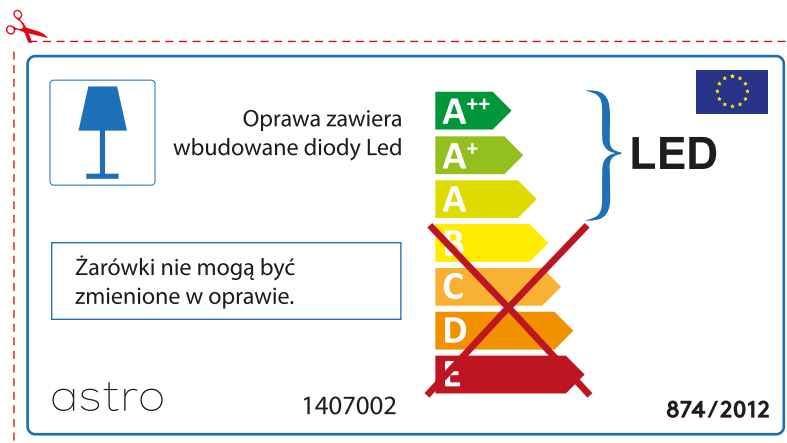 Oprawa zawiera
wbudowane diody Led
A++
A+
A
B
C
D
E
LED
Żarówki nie mogą być
zmienione w oprawie.
astro
1407002
874/2012